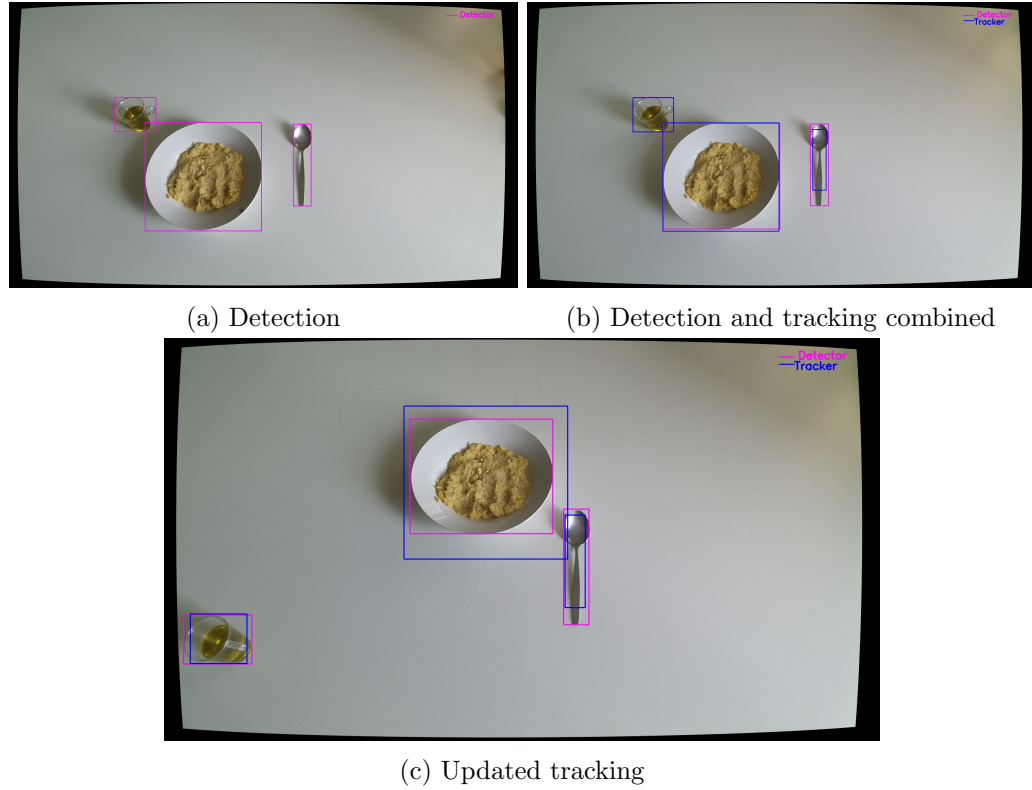 Detector
Detector
Tracker
(a) Detection
(b) Detection and tracking combined
Detector
Tracker
(c) Updated tracking